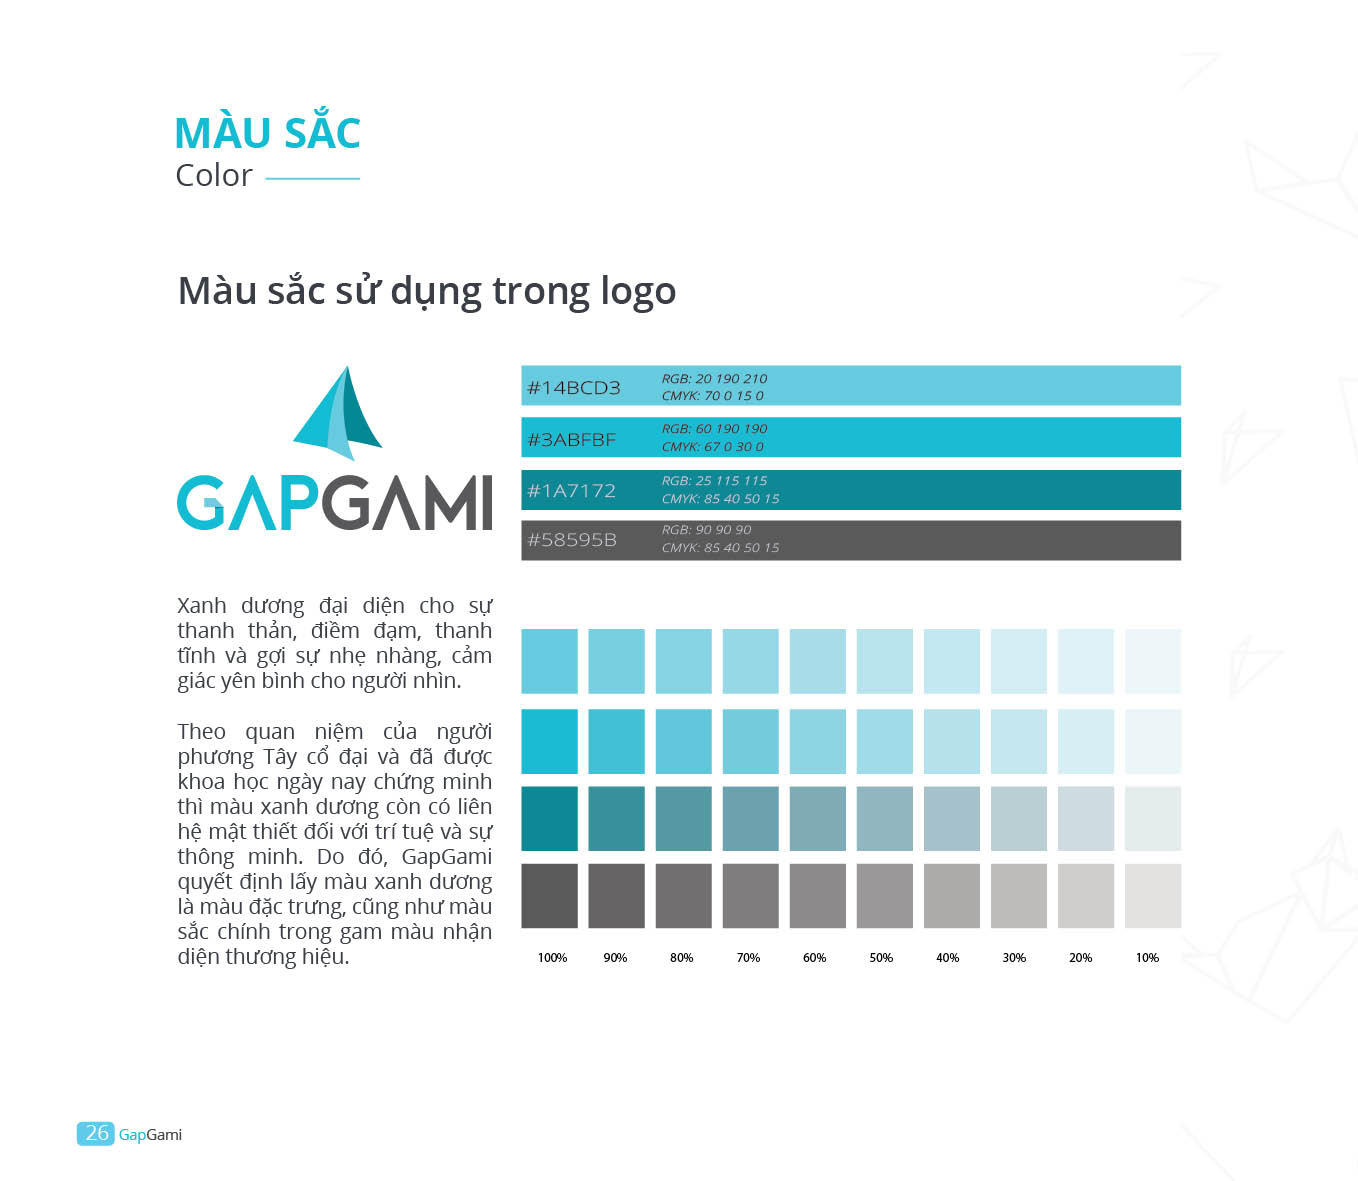 MÀU SẮC
Color
Màu sắc sử dụng trong logo
GAPGAMI
#14BCD3
RGB: 20 190 210
CMYK: 70 0 15 0
#3ABFBF
RGB: 60 190 190
CMYK: 67 0 30 0
#1A7172
RGB: 25 115 115
CMYK: 85 40 50 15
#58595B
RGB: 90 90 90
CMYK: 85 40 50 15
Xanh dương đại diện cho sự
thanh thản, điềm đạm, thanh
tĩnh và gợi sự nhẹ nhàng, cảm
giác yên bình cho người nhìn.
Theo quan niệm của người
phương Tây cổ đại và đã được
khoa học ngày nay chứng minh
thì màu xanh dương còn có liên
hệ mật thiết đối với trí tuệ và sự
thông minh. Do đó, GapGami
quyết định lấy màu xanh dương
là màu đặc trưng, cũng như màu
sắc chính trong gam màu nhận
diện thương hiệu.
100% 90% 80% 70% 60% 50% 40% 30% 20% 10%
26 GapGami